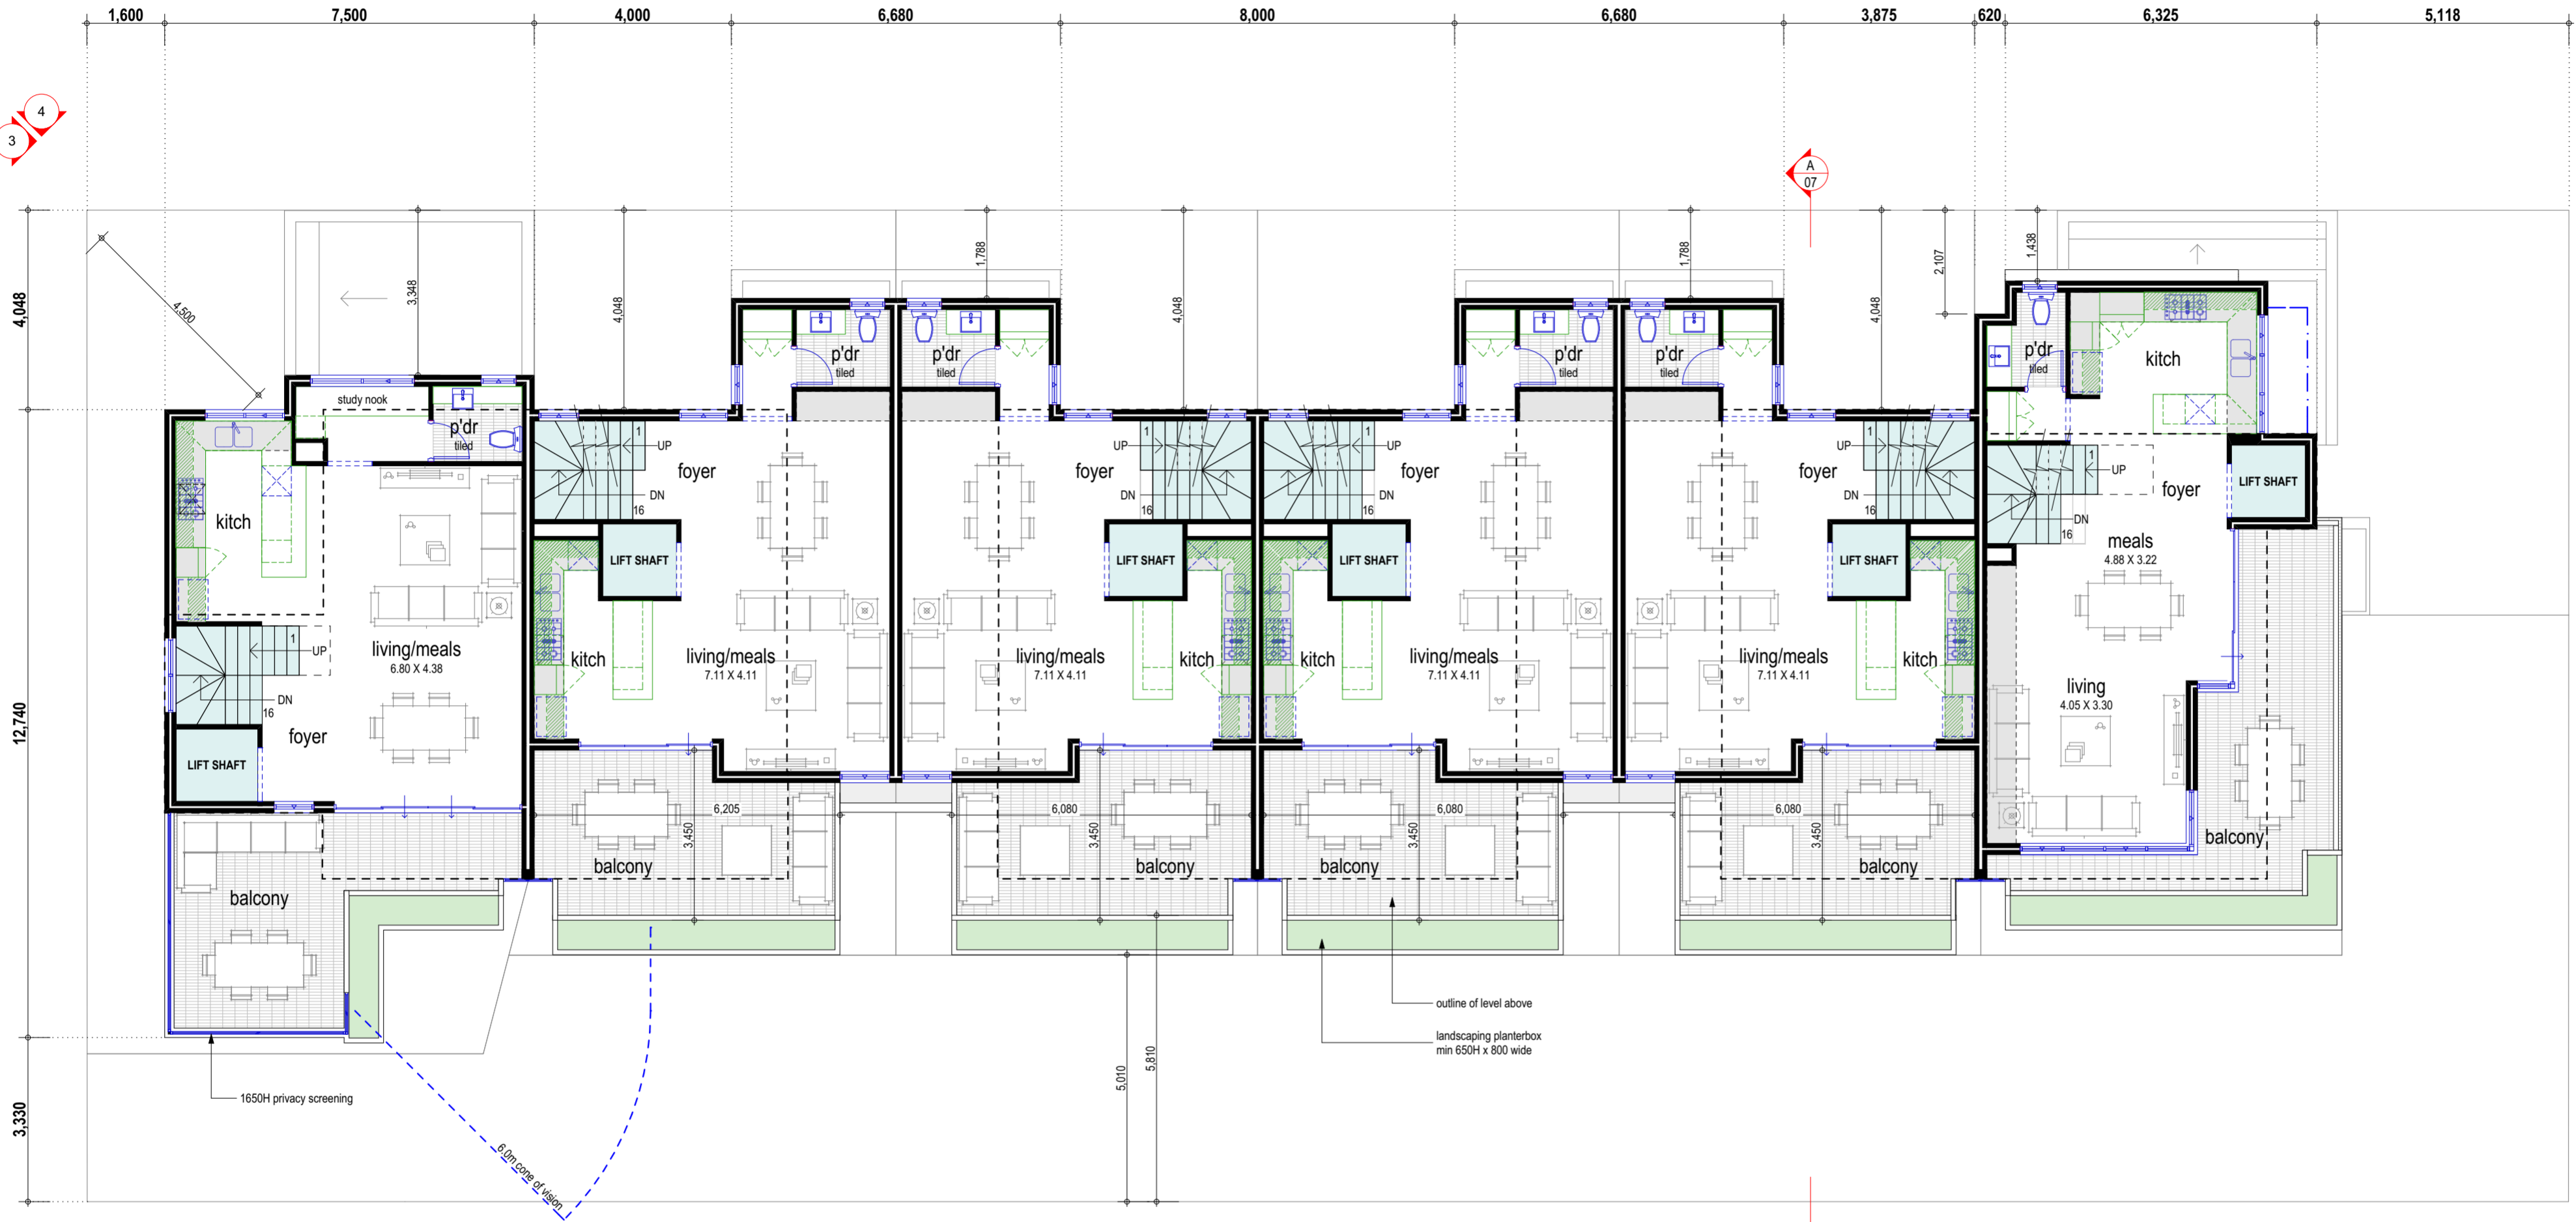 1,600 7,500 4,000 6,680 8,000 6,680 3,875 620 6,325 5,118
4
3
A
07
4,048
12,740
3,330
4,500
3,348
4,048
1,788
4,048
1,788
4,048
2,107
1,438
study nook
p'dr
tiled
kitch
living/meals
6.80 X 4.38
1
UP
DN
16
foyer
LIFT SHAFT
balcony
1650H privacy screening
6.0m cone of vision
p'dr
tiled
1
UP
foyer
DN
16
LIFT SHAFT
kitch
living/meals
7.11 X 4.11
6,205
3,450
balcony
p'dr
tiled
foyer
1
UP
DN
16
LIFT SHAFT
living/meals
7.11 X 4.11
kitch
6,080
3,450
balcony
5,010
5,810
p'dr
tiled
1
UP
foyer
DN
16
LIFT SHAFT
kitch
living/meals
7.11 X 4.11
6,080
3,450
balcony
outline of level above
landscaping planterbox
min 650H x 800 wide
p'dr
tiled
foyer
1
UP
DN
16
LIFT SHAFT
living/meals
7.11 X 4.11
kitch
6,080
3,450
balcony
p'dr
tiled
kitch
1
UP
foyer
LIFT SHAFT
DN
16
meals
4.88 X 3.22
living
4.05 X 3.30
balcony